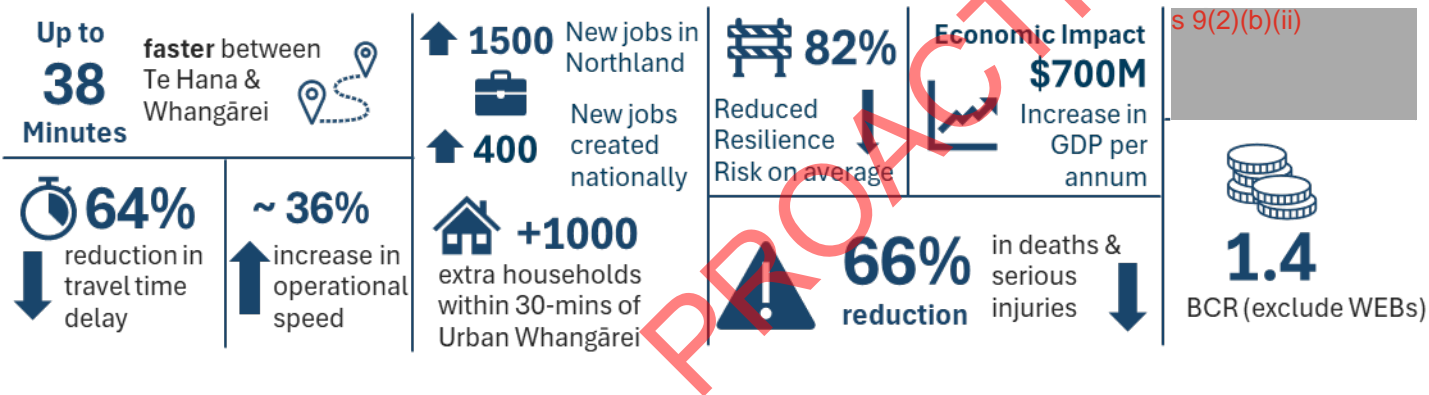 Up to
38
Minutes
faster between
Te Hana &
Whangārei
64%
reduction in
travel time
delay
~ 36%
increase in
operational
speed
1500
New jobs in
Northland
400
New jobs
created
nationally
+1000
extra households
within 30-mins of
Urban Whangārei
82%
Reduced
Resilience
Risk on average
Economic Impact
$700M
Increase in
GDP per
annum
66%
reduction
in deaths &
serious
injuries
s 9(2)(b)(ii)
1.4
BCR (exclude WEBs)
PROACT